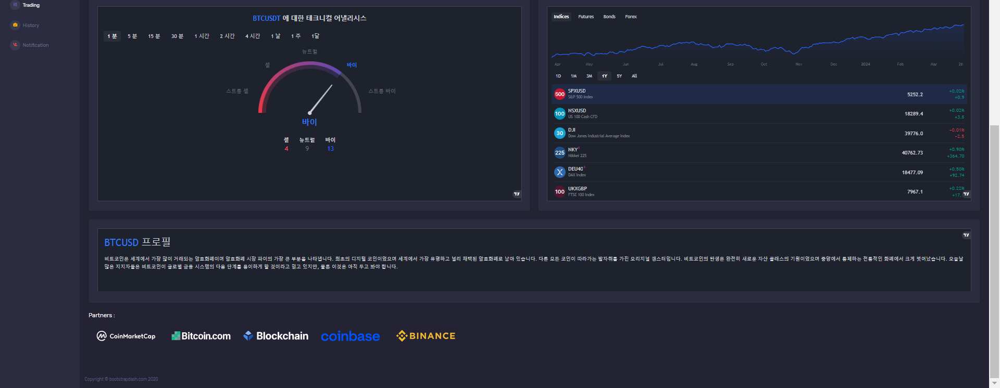 Trading
History
Notification
BTCUSDT 에 대한 테크니컬 어낼리시스
1 분 5 분 15 분 30 분 1 시간 2 시간 4 시간 1 날 1 주 1달
뉴트럴
셀 바이
스트롱 셀 스트롱 바이
바이
셀 뉴트럴 바이
4 9 13
Indices Futures Bonds Forex
Apr May Jun Jul Aug Sep Oct Nov Dec 2024 Feb Mar 26
1D 1M 3M 1Y 5Y All
500 SPXUSD 5252.2 +0.02%
S&P 500 Index +0.9
100 NSXUSD 18289.4 +0.02%
US 100 Cash CFD +3.8
30 DJI 39776.0 −0.01%
Dow Jones Industrial Average Index −2.5
225 NKY 40762.73 +0.90%
Nikkei 225 +364.70
DEU40 18477.09 +0.50%
DAX Index +92.74
100 UKXGBP 7967.1 +0.22%
FTSE 100 Index +17.
BTCUSD 프로필
비트코인은 세계에서 가장 많이 거래되는 암호화폐이며 암호화폐 시장 파이의 가장 큰 부분을 나타냅니다. 최초의 디지털 코인이었으며 세계에서 가장 유명하고 널리 채택된 암호화폐로 남아 있습니다. 다른 모든 코인이 따라가는 발자취를 가진 오리지널 갱스터입니다. 비트코인의 탄생은 완전히 새로운 자산 클래스의 기원이었으며 중앙에서 통제하는 전통적인 화폐에서 크게 벗어났습니다. 오늘날
많은 지지자들은 비트코인이 글로벌 금융 시스템의 다음 단계를 용이하게 할 것이라고 믿고 있지만, 물론 이것은 아직 두고 봐야 합니다.
Partners :
CoinMarketCap Bitcoin.com Blockchain coinbase BINANCE
Copyright © bootstrapdash.com 2020